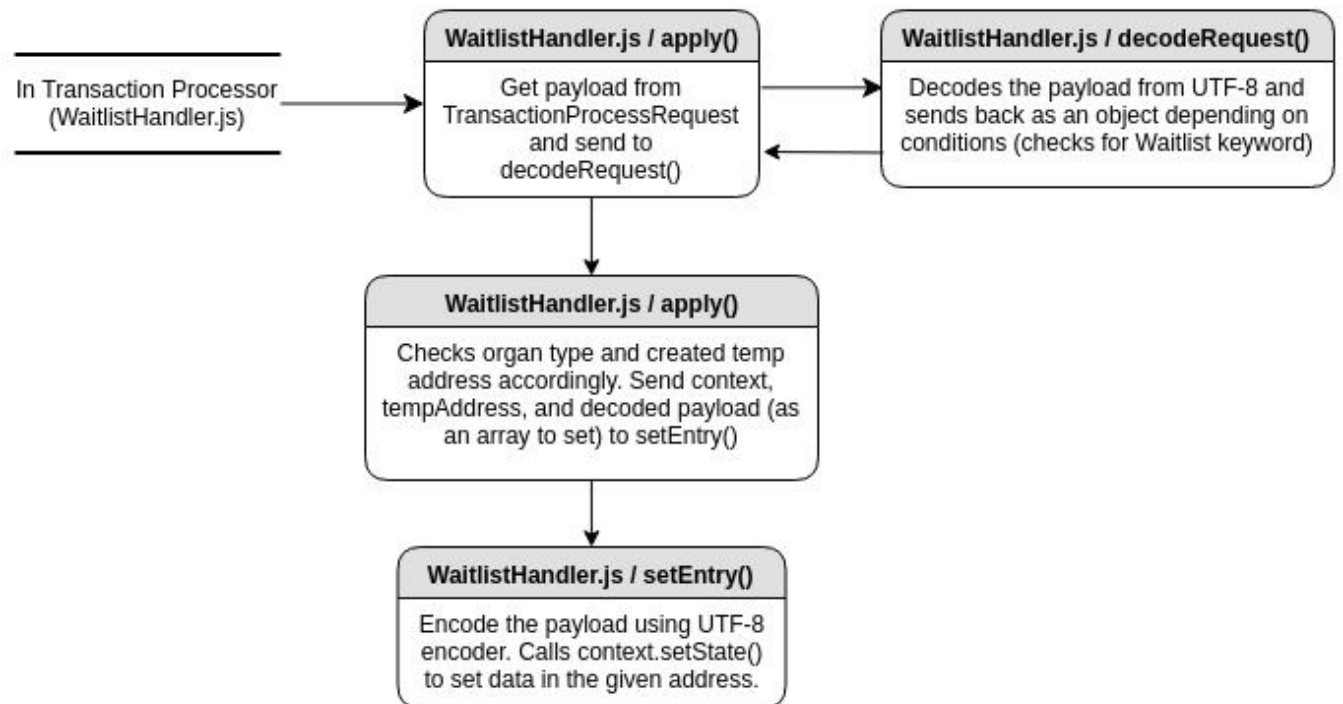 In Transaction Processor
(WaitlistHandler.js)
WaitlistHandler.js / apply()
Get payload from
TransactionProcessRequest
and send to
decodeRequest()
WaitlistHandler.js / decodeRequest()
Decodes the payload from UTF-8 and
sends back as an object depending on
conditions (checks for Waitlist keyword)
WaitlistHandler.js / apply()
Checks organ type and created temp
address accordingly. Send context,
tempAddress, and decoded payload (as
an array to set) to setEntry()
WaitlistHandler.js / setEntry()
Encode the payload using UTF-8
encoder. Calls context.setState()
to set data in the given address.